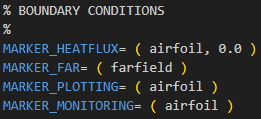 % BOUNDARY CONDITIONS
%
MARKER_HEATFLUX= ( airfoil, 0.0 )
MARKER_FAR= ( farfield )
MARKER_PLOTTING= ( airfoil )
MARKER_MONITORING= ( airfoil )